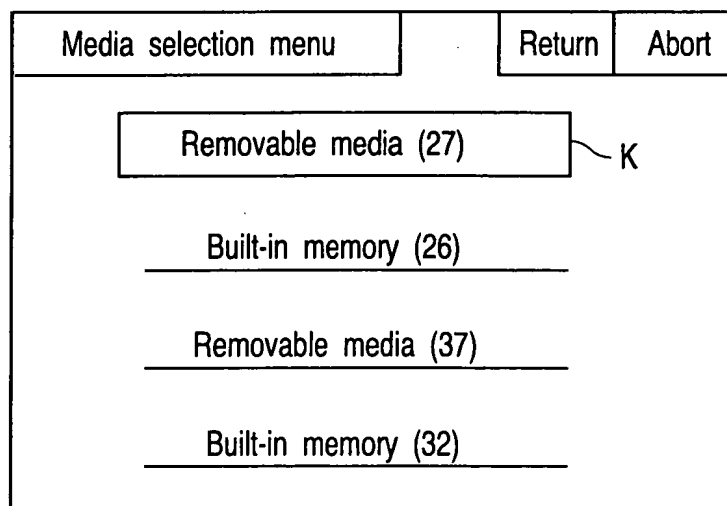 Media selection menu Return Abort
Removable media (27) K
Built-in memory (26)
Removable media (37)
Built-in memory (32)